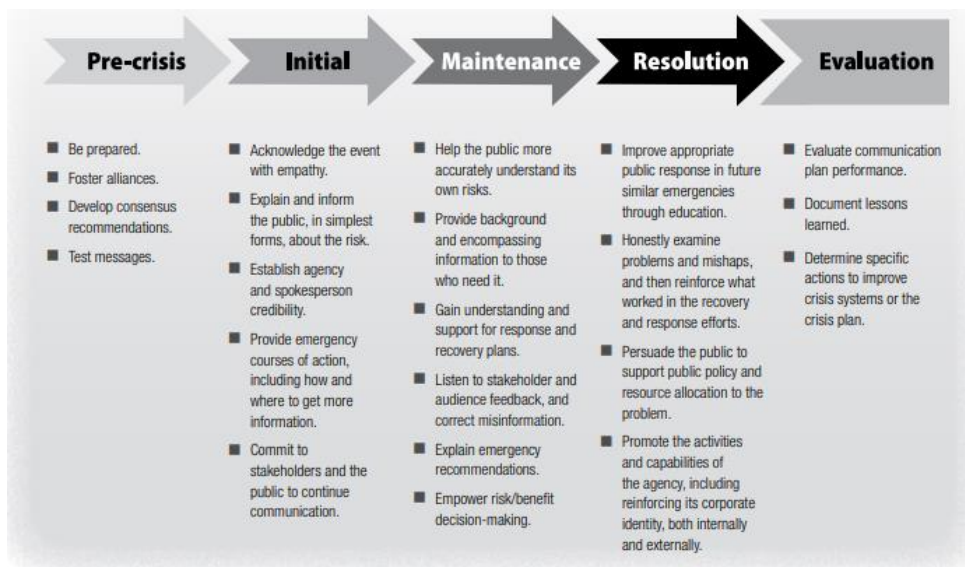 Pre-crisis
Initial
Maintenance
Resolution
Evaluation
Be prepared.
Foster alliances.
Develop consensus
recommendations.
Test messages.
Acknowledge the event
with empathy.
Explain and inform
the public, in simplest
forms, about the risk.
Establish agency
and spokesperson
credibility.
Provide emergency
courses of action,
including how and
where to get more
information.
Commit to
stakeholders and the
public to continue
communication.
Help the public more
accurately understand its
own risks.
Provide background
and encompassing
information to those
who need it.
Gain understanding and
support for response and
recovery plans.
Listen to stakeholder and
audience feedback, and
correct misinformation.
Explain emergency
recommendations.
Empower risk/benefit
decision-making.
Improve appropriate
public response in future
similar emergencies
through education.
Honestly examine
problems and mishaps,
and then reinforce what
worked in the recovery
and response efforts.
Persuade the public to
support public policy and
resource allocation to the
problem.
Promote the activities
and capabilities of
the agency, including
reinforcing its corporate
identity, both internally
and externally.
Evaluate communication
plan performance.
Document lessons
learned.
Determine specific
actions to improve
crisis systems or the
crisis plan.